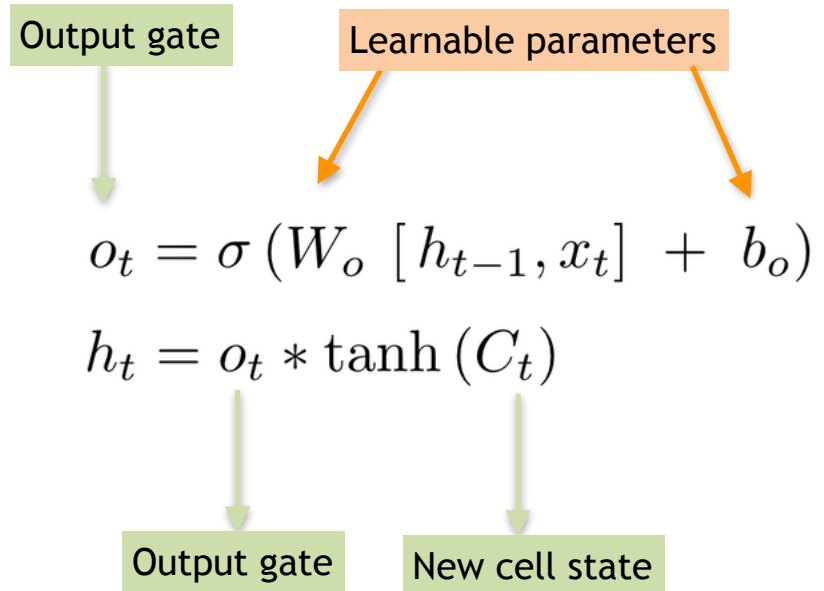 Output gate
Learnable parameters
o_t = σ (W_o [ h_{t−1}, x_t ] + b_o)
h_t = o_t ∗ tanh (C_t)
Output gate
New cell state